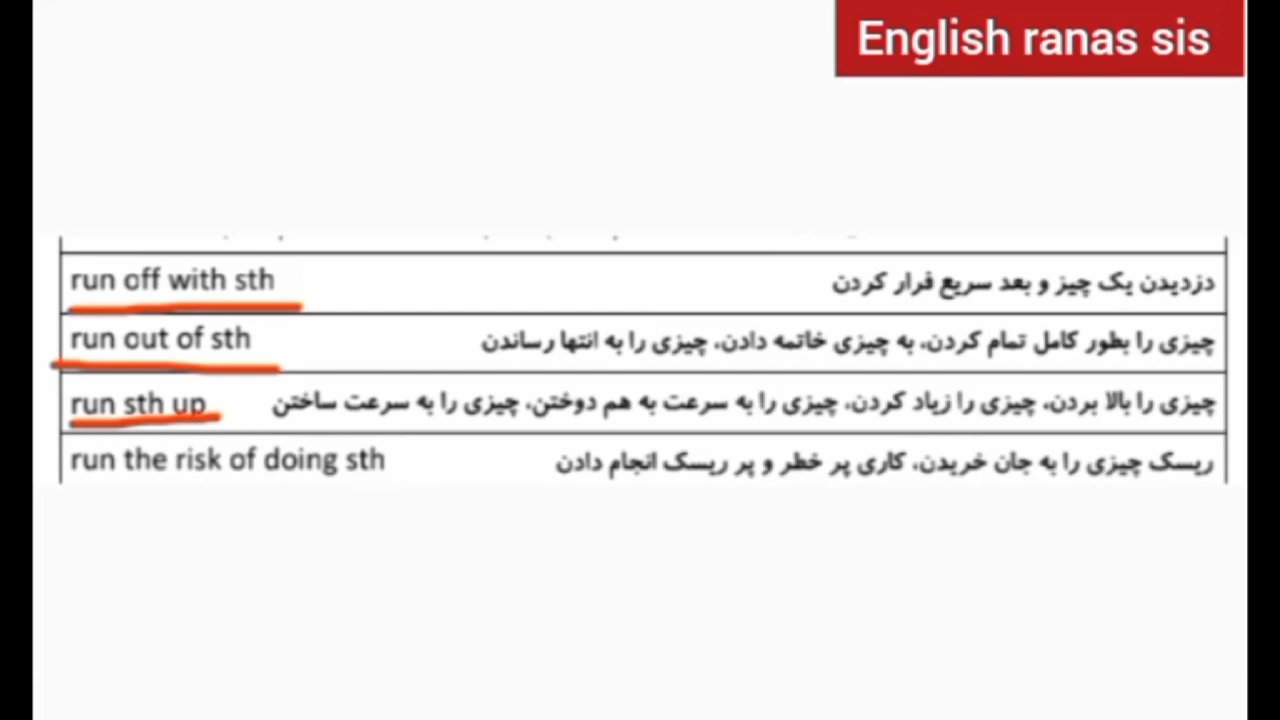 English ranas sis
run off with sth دزدیدن یک چیز و بعد سریع فرار کردن
run out of sth چیزی را بطور کامل تمام کردن، به چیزی خاتمه دادن، چیزی را به انتها رساندن
run sth up چیزی را بالا بردن، چیزی را زیاد کردن، چیزی را به سرعت به هم دوختن، چیزی را به سرعت ساختن
run the risk of doing sth ریسک چیزی را به جان خریدن، کاری پر خطر و پر ریسک انجام دادن